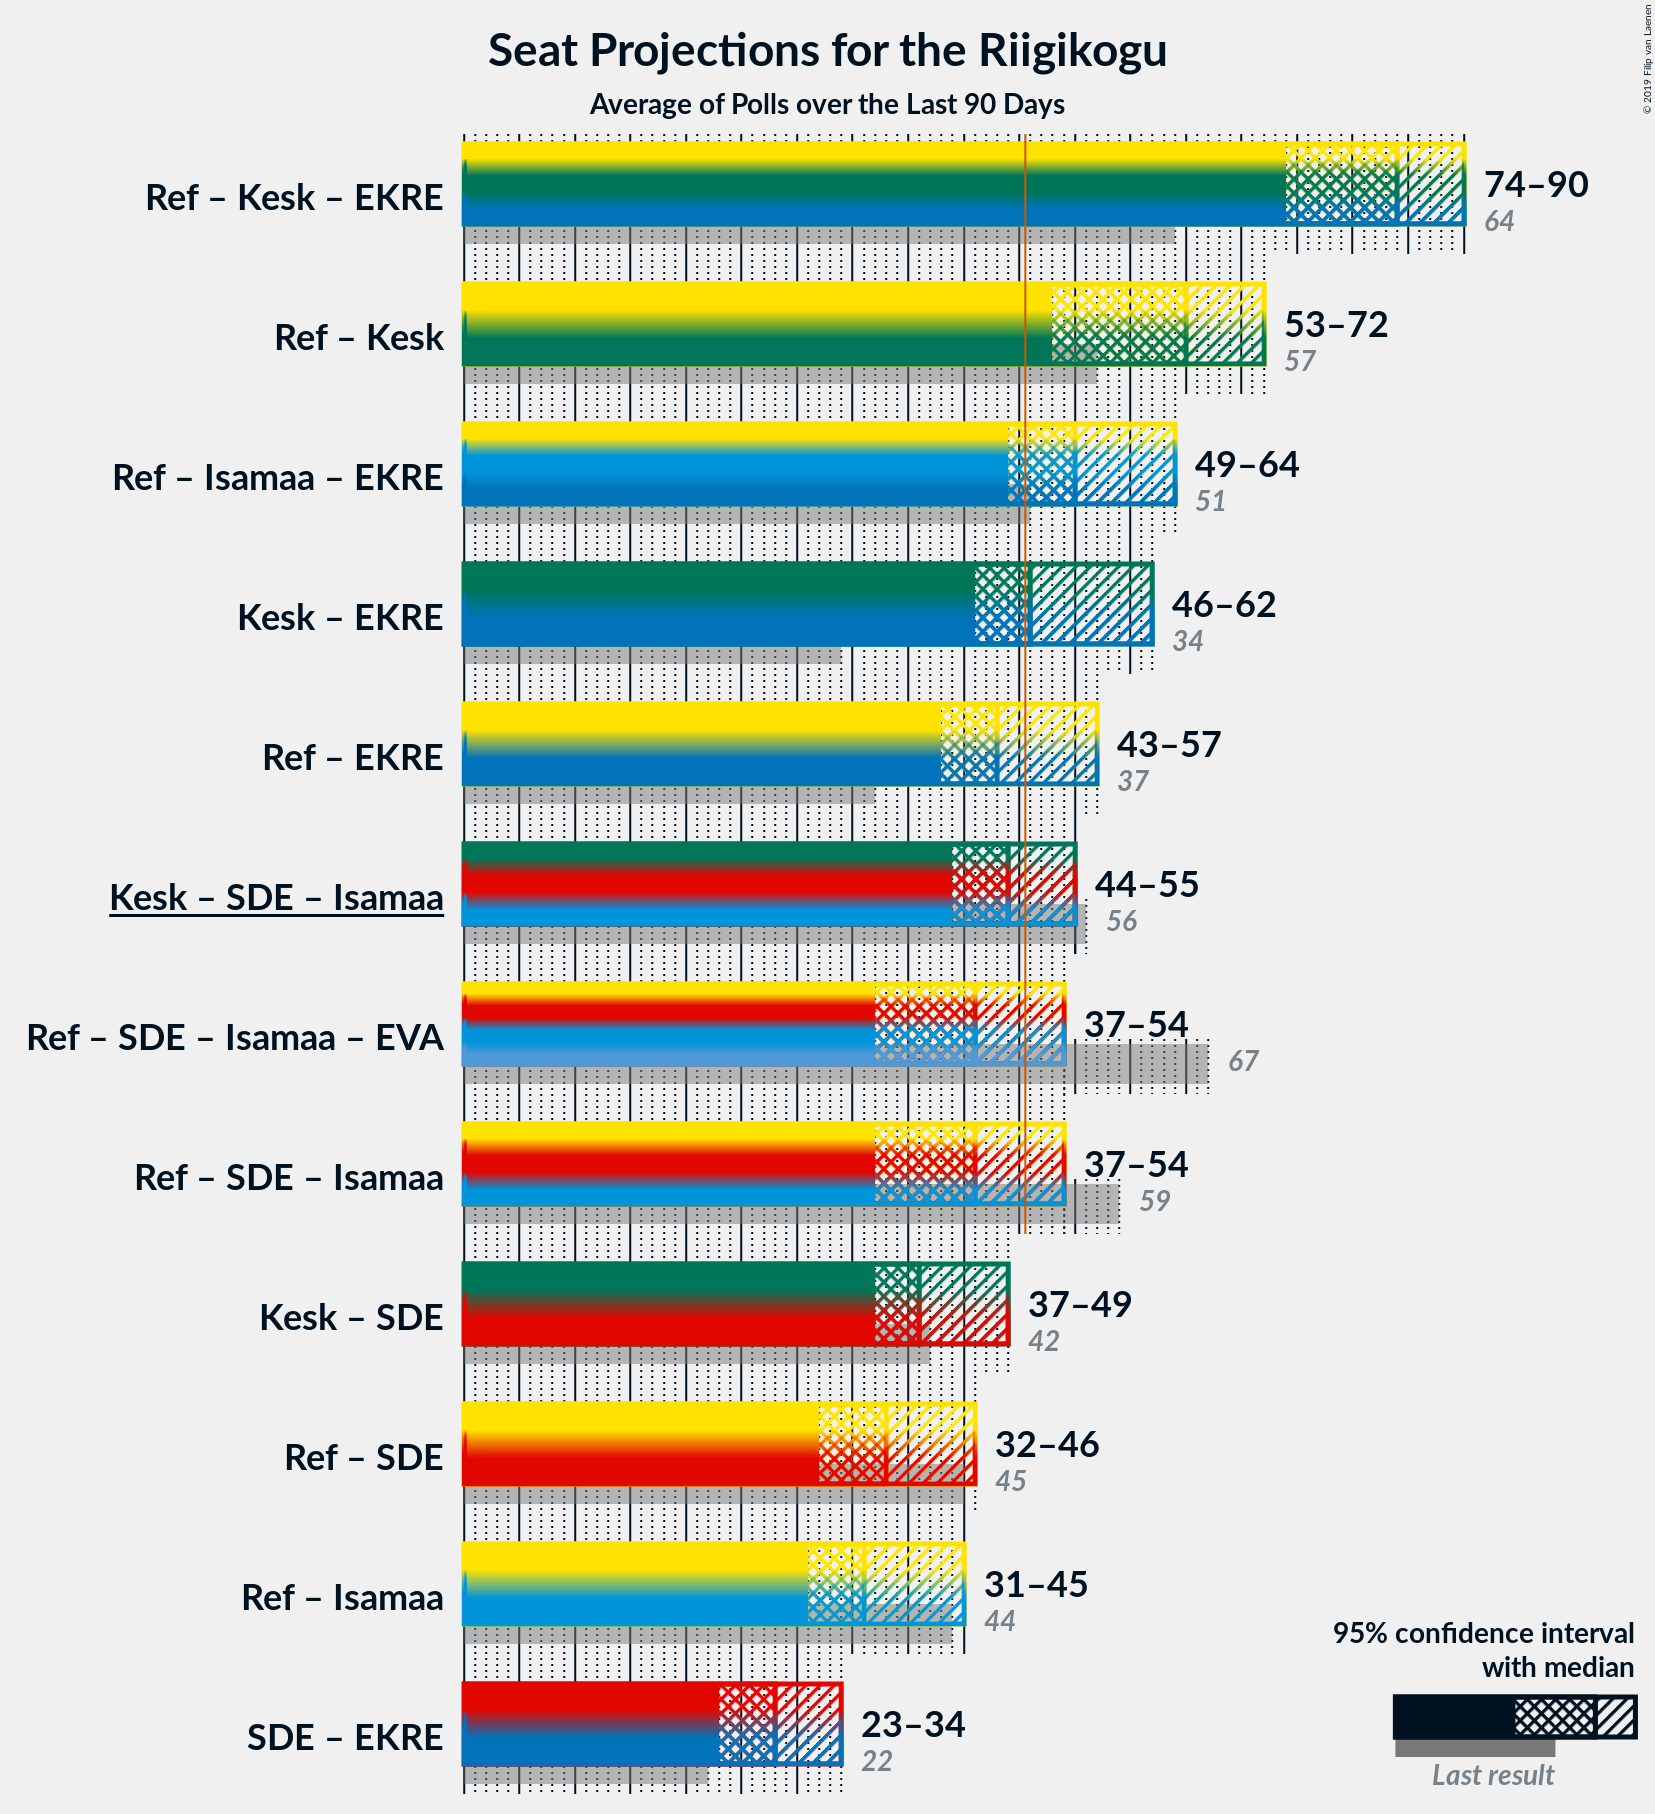 Seat Projections for the Riigikogu
Average of Polls over the Last 90 Days
© 2019 Filip van Laenen
Ref – Kesk – EKRE
74–90
64
Ref – Kesk
53–72
57
Ref – Isamaa – EKRE
49–64
51
Kesk – EKRE
46–62
34
Ref – EKRE
43–57
37
Kesk – SDE – Isamaa
44–55
56
Ref – SDE – Isamaa – EVA
37–54
67
Ref – SDE – Isamaa
37–54
59
Kesk – SDE
37–49
42
Ref – SDE
32–46
45
Ref – Isamaa
31–45
44
SDE – EKRE
23–34
22
95% confidence interval
with median
Last result